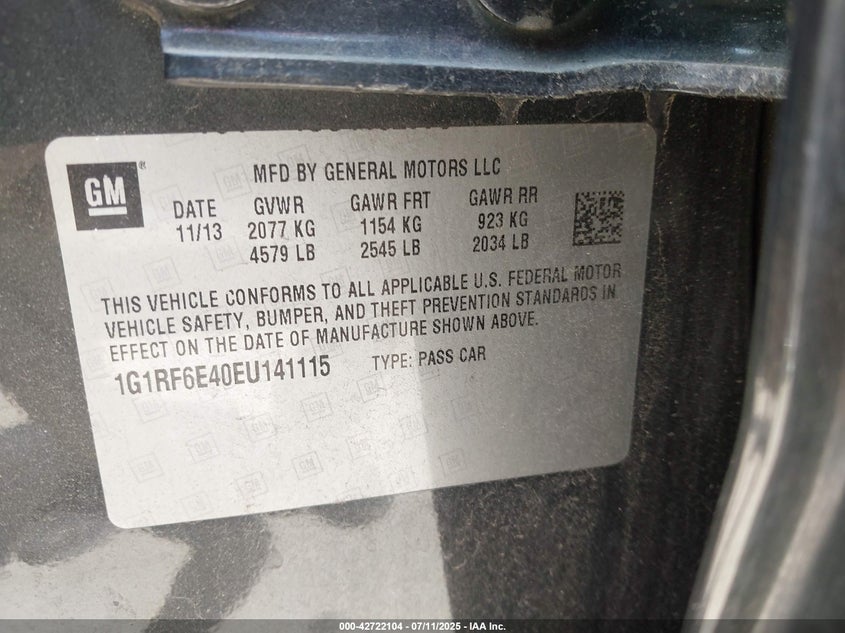 GM®
MFD BY GENERAL MOTORS LLC
DATE GVWR GAWR FRT GAWR RR
11/13 2077 KG 1154 KG 923 KG
4579 LB 2545 LB 2034 LB
THIS VEHICLE CONFORMS TO ALL APPLICABLE U.S. FEDERAL MOTOR
VEHICLE SAFETY, BUMPER, AND THEFT PREVENTION STANDARDS IN
EFFECT ON THE DATE OF MANUFACTURE SHOWN ABOVE.
1G1RF6E40EU141115 TYPE: PASS CAR
000-42722104 - 07/11/2025 - IAA Inc.